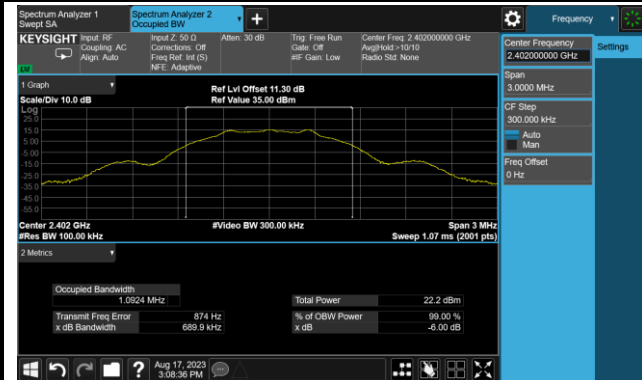 Spectrum Analyzer 1
Swept SA
Spectrum Analyzer 2
Occupied BW
+
Frequency
KEYSIGHT
Input: RF
Coupling: AC
Align: Auto
Input Z: 50 Ω
Corrections: Off
Freq Ref: Int (S)
NFE: Adaptive
Atten: 30 dB
Trig: Free Run
Gate: Off
#IF Gain: Low
Center Freq: 2.402000000 GHz
Avg|Hold:>10/10
Radio Std: None
Center Frequency
2.402000000 GHz
Settings
Span
3.0000 MHz
CF Step
300.000 kHz
Auto
Man
Freq Offset
0 Hz
1 Graph
Scale/Div 10.0 dB
Ref Lvl Offset 11.30 dB
Ref Value 35.00 dBm
Log
25.0
15.0
5.00
-5.00
-15.0
-25.0
-35.0
-45.0
-55.0
Center 2.402 GHz
#Res BW 100.00 kHz
#Video BW 300.00 kHz
Span 3 MHz
Sweep 1.07 ms (2001 pts)
2 Metrics
Occupied Bandwidth
1.0924 MHz
Total Power 22.2 dBm
Transmit Freq Error 874 Hz
% of OBW Power 99.00 %
x dB Bandwidth 689.9 kHz
x dB -6.00 dB
?
Aug 17, 2023
3:08:36 PM